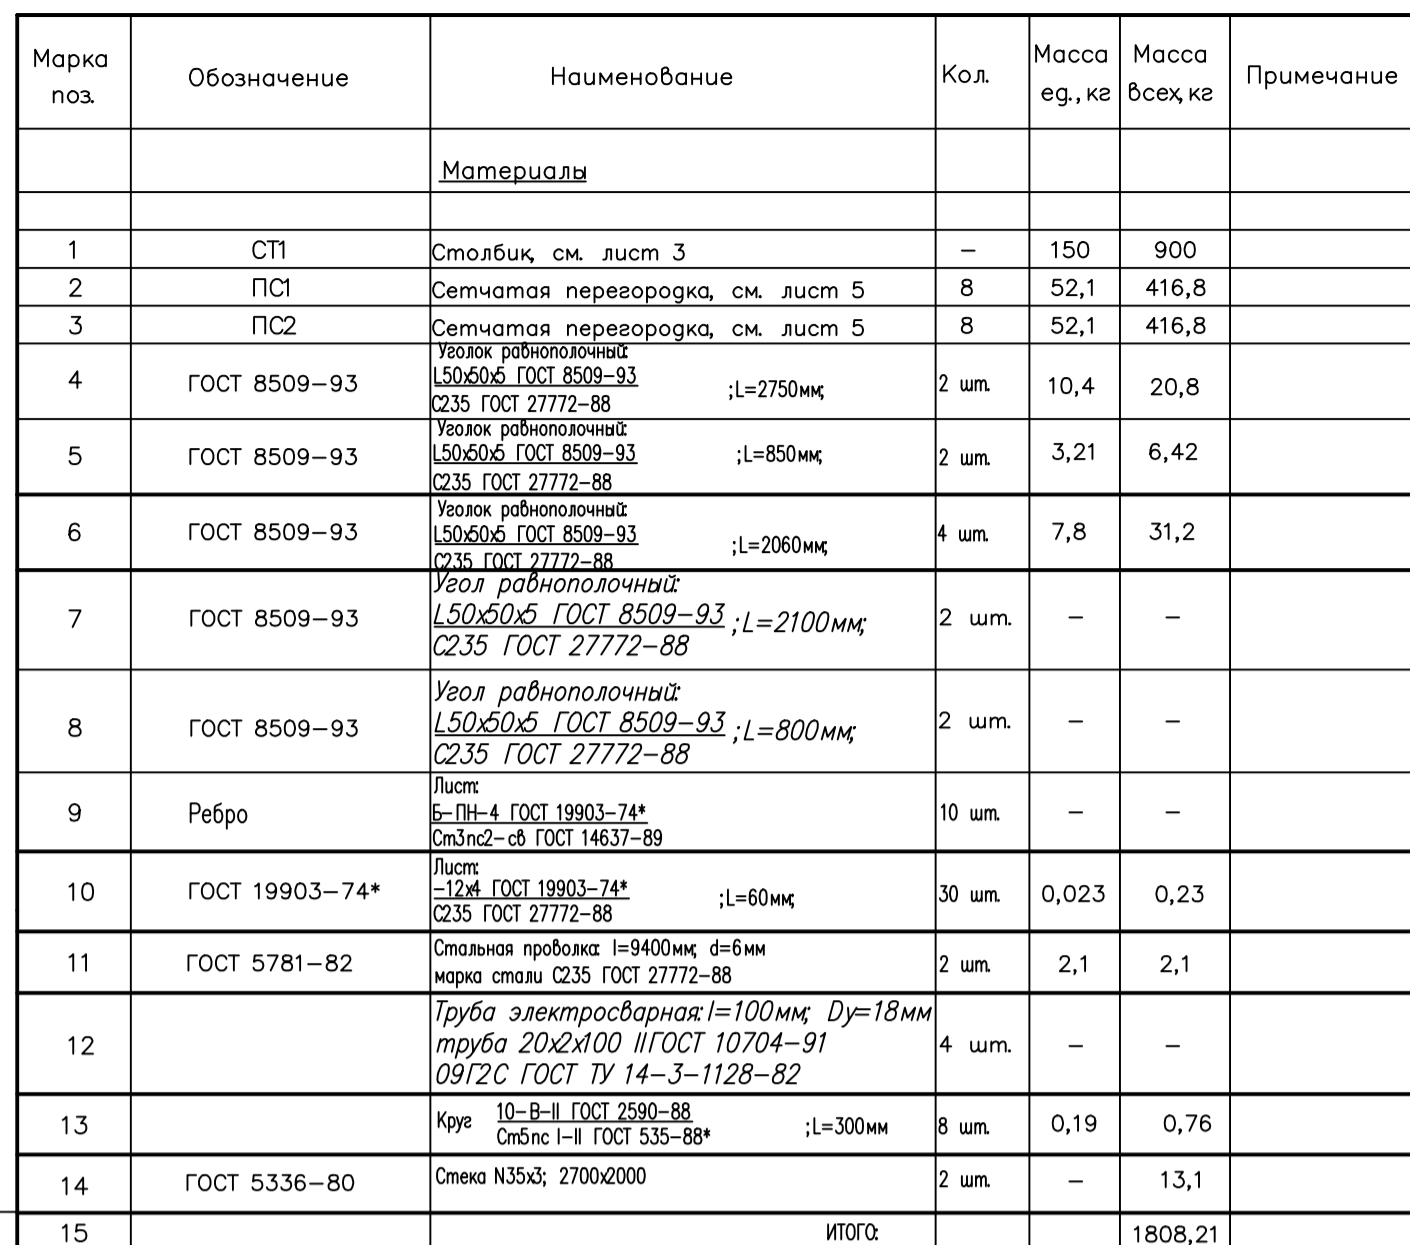 Марка поз. Обозначение Наименование Кол. Масса ед., кг Масса всех, кг Примечание
Материалы
1 СТ1 Столбик, см. лист 3 – 150 900
2 ПС1 Сетчатая перегородка, см. лист 5 8 52,1 416,8
3 ПС2 Сетчатая перегородка, см. лист 5 8 52,1 416,8
Уголок равнополочный:
4 ГОСТ 8509–93 L50x50x5 ГОСТ 8509–93 ;L=2750мм; 2 шт. 10,4 20,8
С235 ГОСТ 27772–88
Уголок равнополочный:
5 ГОСТ 8509–93 L50x50x5 ГОСТ 8509–93 ;L=850мм; 2 шт. 3,21 6,42
С235 ГОСТ 27772–88
Уголок равнополочный:
6 ГОСТ 8509–93 L50x50x5 ГОСТ 8509–93 ;L=2060мм; 4 шт. 7,8 31,2
С235 ГОСТ 27772–88
Угол равнополочный:
7 ГОСТ 8509–93 L50x50x5 ГОСТ 8509–93 ;L=2100мм; 2 шт. – –
С235 ГОСТ 27772–88
Угол равнополочный:
8 ГОСТ 8509–93 L50x50x5 ГОСТ 8509–93 ;L=800мм; 2 шт. – –
С235 ГОСТ 27772–88
Лист:
9 Ребро Б–ПН–4 ГОСТ 19903–74* 10 шт. – –
Ст3пс2–св ГОСТ 14637–89
Лист:
10 ГОСТ 19903–74* –12x4 ГОСТ 19903–74* ;L=60мм; 30 шт. 0,023 0,23
С235 ГОСТ 27772–88
Стальная проволка: l=9400мм; d=6мм
11 ГОСТ 5781–82 марка стали С235 ГОСТ 27772–88 2 шт. 2,1 2,1
Труба электросварная: l=100мм; Dy=18мм
12 труба 20x2x100 II ГОСТ 10704–91 4 шт. – –
09Г2С ГОСТ ТУ 14–3–1128–82
13 Круг 10–В–II ГОСТ 2590–88 ;L=300мм 8 шт. 0,19 0,76
Ст5пс I–II ГОСТ 535–88*
14 ГОСТ 5336–80 Стека N35x3; 2700x2000 2 шт. – 13,1
15 ИТОГО: 1808,21